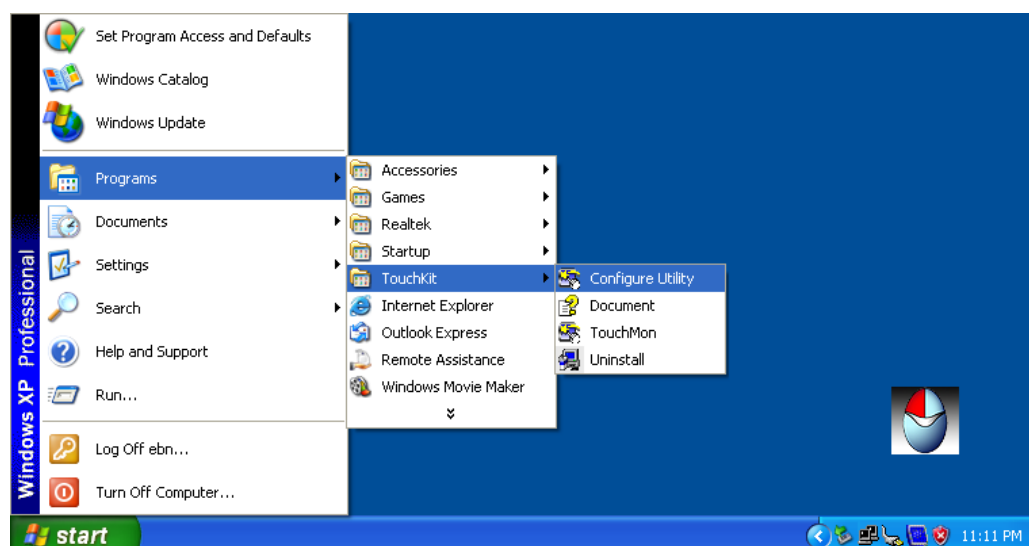 Set Program Access and Defaults
Windows Catalog
Windows Update
Programs
Documents
Settings
Search
Help and Support
Run...
Log Off ebn...
Turn Off Computer...
Windows XP Professional
Accessories
Games
Realtek
Startup
TouchKit
Internet Explorer
Outlook Express
Remote Assistance
Windows Movie Maker
Configure Utility
Document
TouchMon
Uninstall
start
11:11 PM